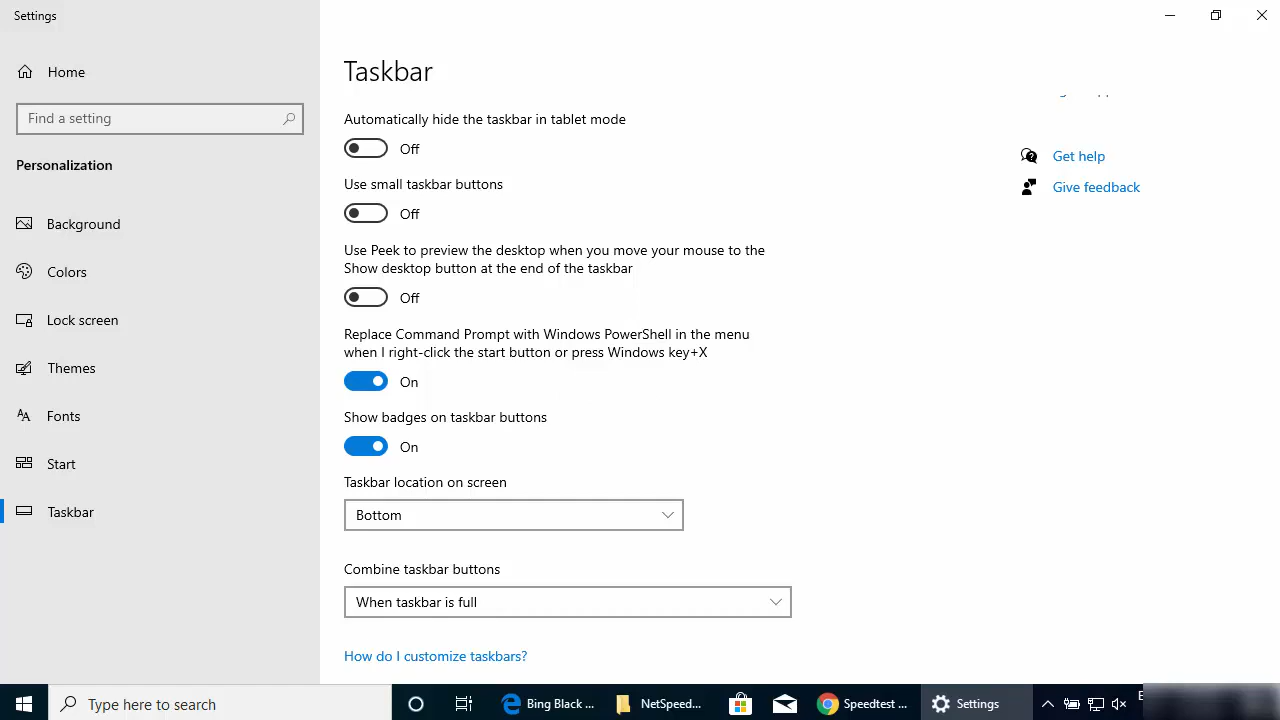 Settings
Home
Find a setting
Personalization
Background
Colors
Lock screen
Themes
Fonts
Start
Taskbar
Taskbar
Automatically hide the taskbar in tablet mode
Off
Use small taskbar buttons
Off
Use Peek to preview the desktop when you move your mouse to the
Show desktop button at the end of the taskbar
Off
Replace Command Prompt with Windows PowerShell in the menu
when I right-click the start button or press Windows key+X
On
Show badges on taskbar buttons
On
Taskbar location on screen
Bottom
Combine taskbar buttons
When taskbar is full
How do I customize taskbars?
Get help
Give feedback
Type here to search
Bing Black ...
NetSpeed...
Speedtest ...
Settings